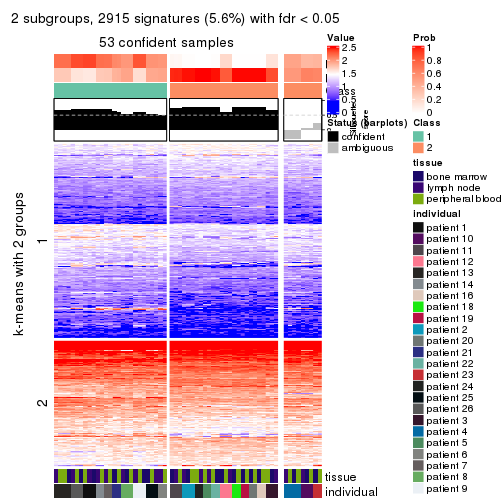 2 subgroups, 2915 signatures (5.6%) with fdr < 0.05
53 confident samples
k-means with 2 groups
1
2
tissue
individual
Value
2.5
2
1.5
1
0.5
0
Status (barplots)
confident
ambiguous
Prob
1
0.8
0.6
0.4
0.2
0
Class
1
2
tissue
bone marrow
lymph node
peripheral blood
individual
patient 1
patient 10
patient 11
patient 12
patient 13
patient 14
patient 16
patient 18
patient 19
patient 2
patient 20
patient 21
patient 22
patient 23
patient 24
patient 25
patient 26
patient 3
patient 4
patient 5
patient 6
patient 7
patient 8
patient 9